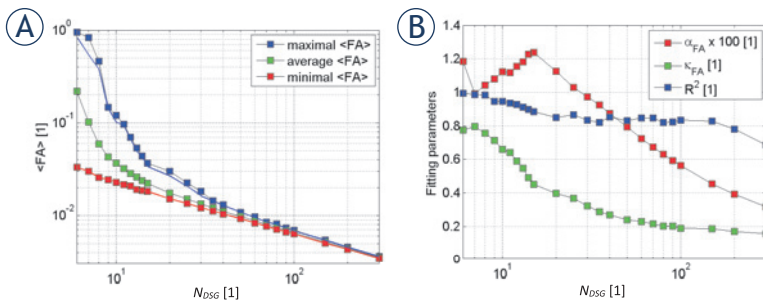 A
10⁰
10⁻¹
10⁻²
<FA> [1]
maximal <FA>
average <FA>
minimal <FA>
10¹
10²
N_DSG [1]
B
1.4
1.2
1
0.8
0.6
0.4
0.2
0
Fitting parameters
α_FA x 100 [1]
κ_FA [1]
R² [1]
10¹
10²
N_DSG [1]